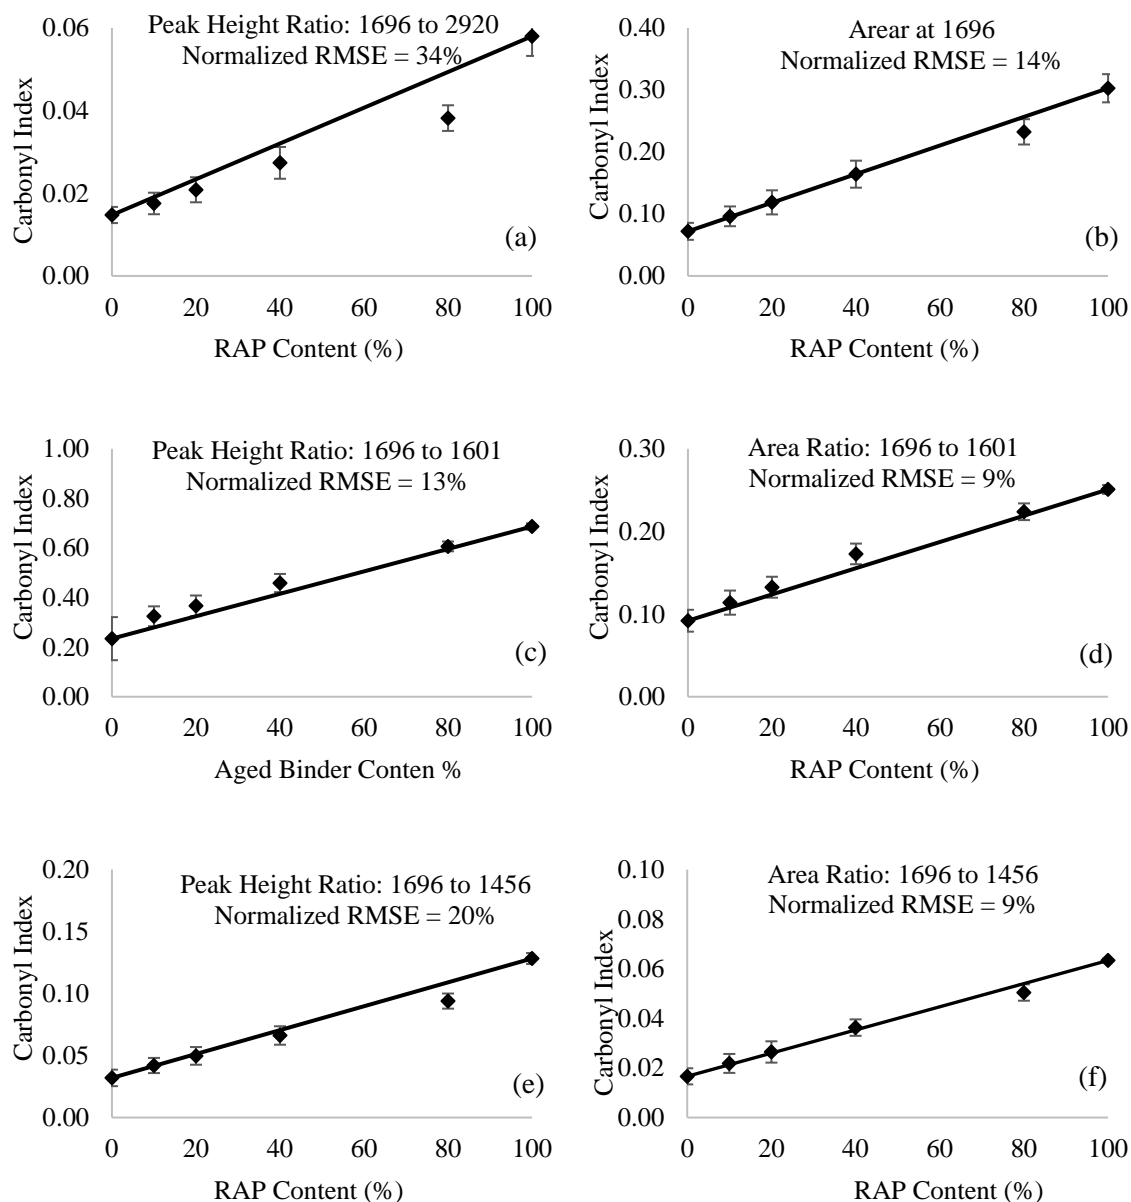 Peak Height Ratio: 1696 to 2920
Normalized RMSE = 34%
0.06
0.04
0.02
0.00
Carbonyl Index
(a)
0 20 40 60 80 100
RAP Content (%)
Arear at 1696
Normalized RMSE = 14%
0.40
0.30
0.20
0.10
0.00
Carbonyl Index
(b)
0 20 40 60 80 100
RAP Content (%)
Peak Height Ratio: 1696 to 1601
Normalized RMSE = 13%
1.00
0.80
0.60
0.40
0.20
0.00
Carbonyl Index
(c)
0 20 40 60 80 100
Aged Binder Conten %
Area Ratio: 1696 to 1601
Normalized RMSE = 9%
0.30
0.20
0.10
0.00
Carbonyl Index
(d)
0 20 40 60 80 100
RAP Content (%)
Peak Height Ratio: 1696 to 1456
Normalized RMSE = 20%
0.20
0.15
0.10
0.05
0.00
Carbonyl Index
(e)
0 20 40 60 80 100
RAP Content (%)
Area Ratio: 1696 to 1456
Normalized RMSE = 9%
0.10
0.08
0.06
0.04
0.02
0.00
Carbonyl Index
(f)
0 20 40 60 80 100
RAP Content (%)